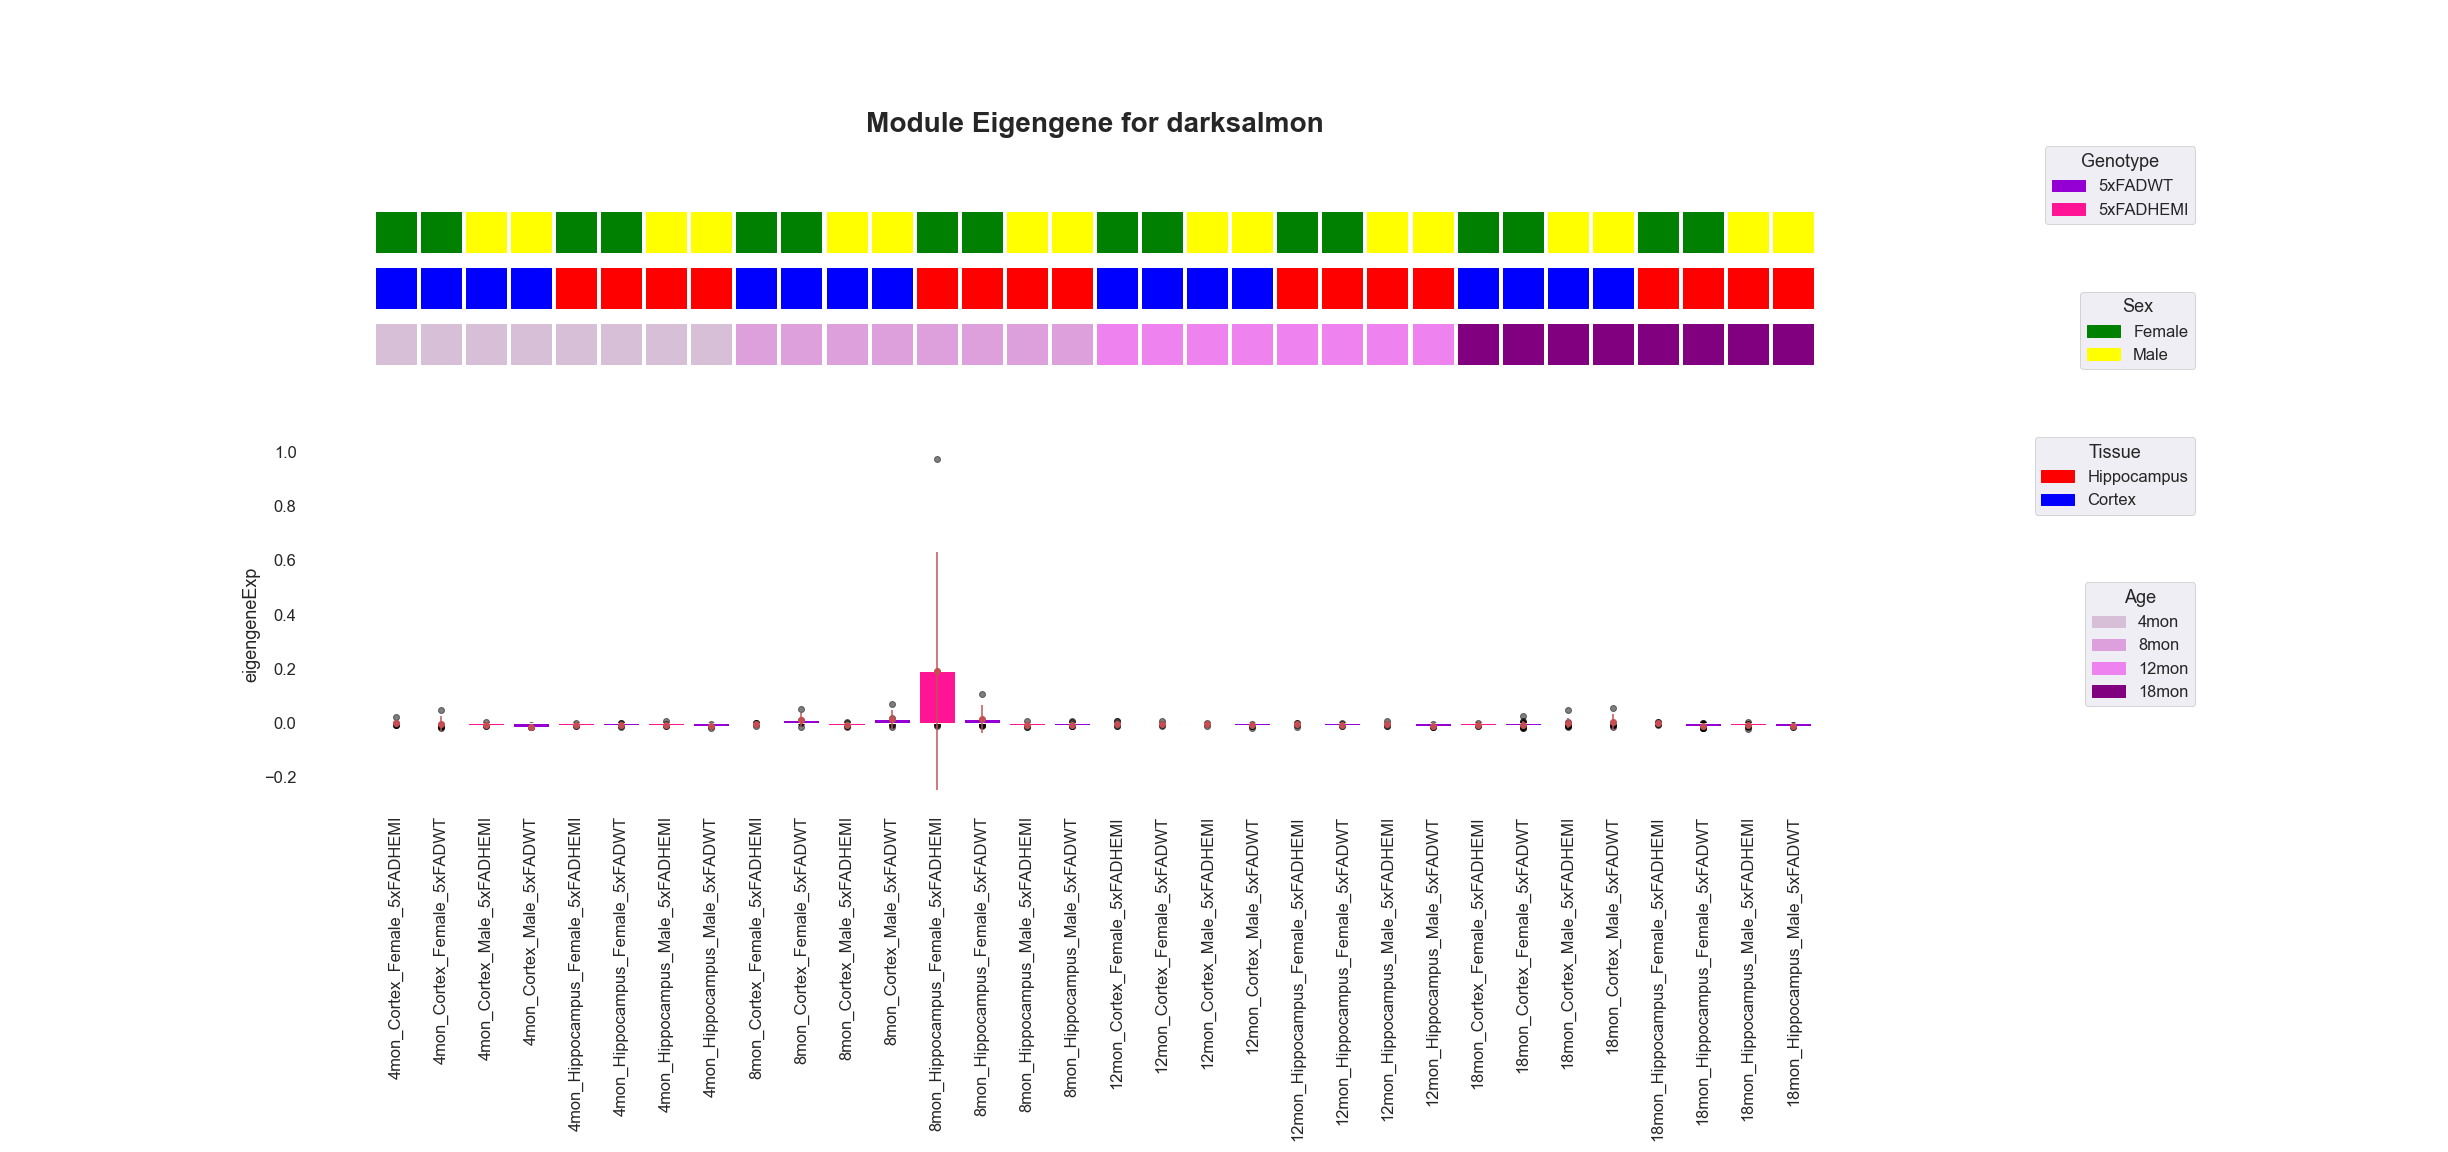 Module Eigengene for darksalmon
Genotype
5xFADWT
5xFADHEMI
Sex
Female
Male
Tissue
Hippocampus
Cortex
Age
4mon
8mon
12mon
18mon
eigengeneExp
1.0
0.8
0.6
0.4
0.2
0.0
−0.2
4mon_Cortex_Female_5xFADHEMI
4mon_Cortex_Female_5xFADWT
4mon_Cortex_Male_5xFADHEMI
4mon_Cortex_Male_5xFADWT
4mon_Hippocampus_Female_5xFADHEMI
4mon_Hippocampus_Female_5xFADWT
4mon_Hippocampus_Male_5xFADHEMI
4mon_Hippocampus_Male_5xFADWT
8mon_Cortex_Female_5xFADHEMI
8mon_Cortex_Female_5xFADWT
8mon_Cortex_Male_5xFADHEMI
8mon_Cortex_Male_5xFADWT
8mon_Hippocampus_Female_5xFADHEMI
8mon_Hippocampus_Female_5xFADWT
8mon_Hippocampus_Male_5xFADHEMI
8mon_Hippocampus_Male_5xFADWT
12mon_Cortex_Female_5xFADHEMI
12mon_Cortex_Female_5xFADWT
12mon_Cortex_Male_5xFADHEMI
12mon_Cortex_Male_5xFADWT
12mon_Hippocampus_Female_5xFADHEMI
12mon_Hippocampus_Female_5xFADWT
12mon_Hippocampus_Male_5xFADHEMI
12mon_Hippocampus_Male_5xFADWT
18mon_Cortex_Female_5xFADHEMI
18mon_Cortex_Female_5xFADWT
18mon_Cortex_Male_5xFADHEMI
18mon_Cortex_Male_5xFADWT
18mon_Hippocampus_Female_5xFADHEMI
18mon_Hippocampus_Female_5xFADWT
18mon_Hippocampus_Male_5xFADHEMI
18mon_Hippocampus_Male_5xFADWT